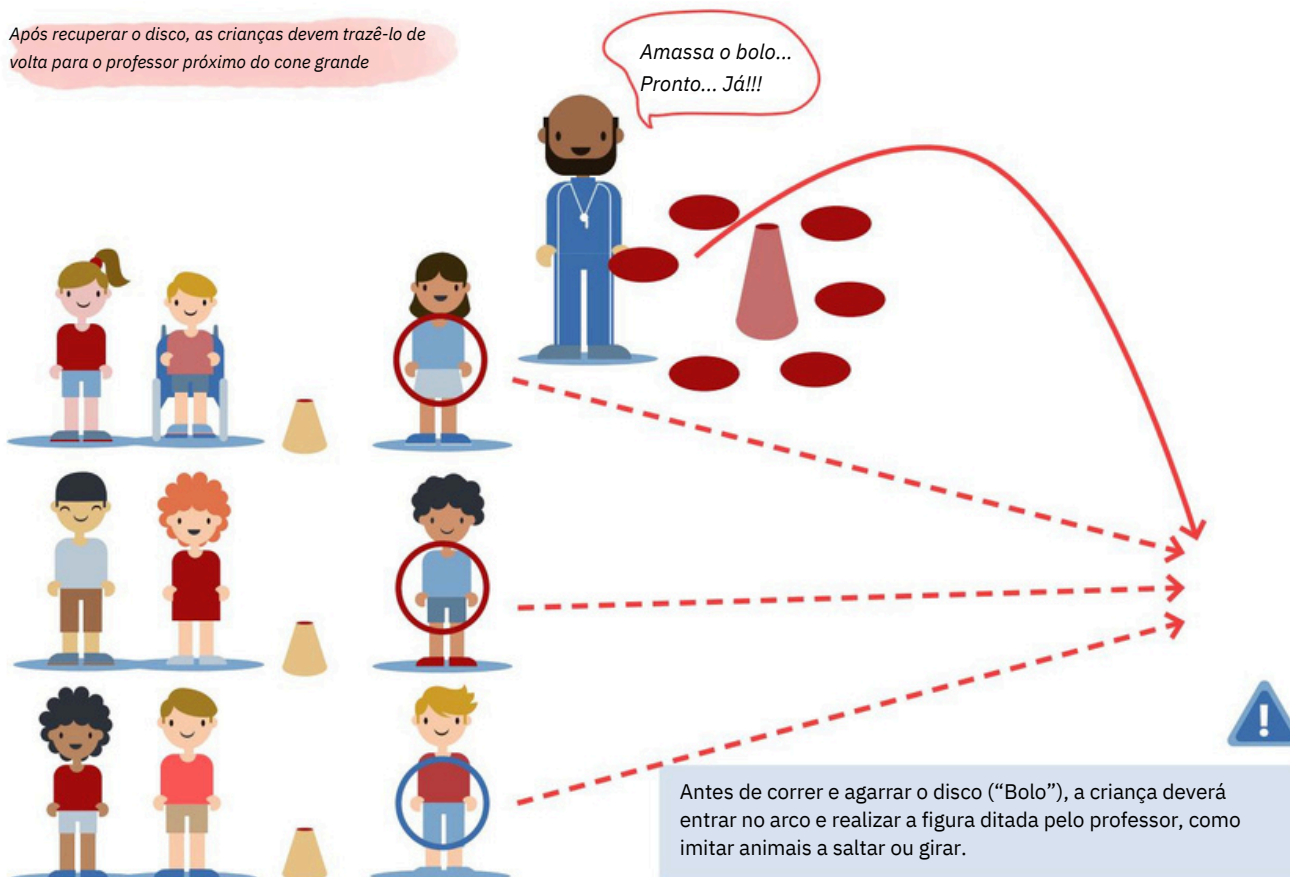 Após recuperar o disco, as crianças devem trazê-lo de
volta para o professor próximo do cone grande
Amassa o bolo...
Pronto... Já!!!
!
Antes de correr e agarrar o disco (“Bolo”), a criança deverá
entrar no arco e realizar a figura ditada pelo professor, como
imitar animais a saltar ou girar.